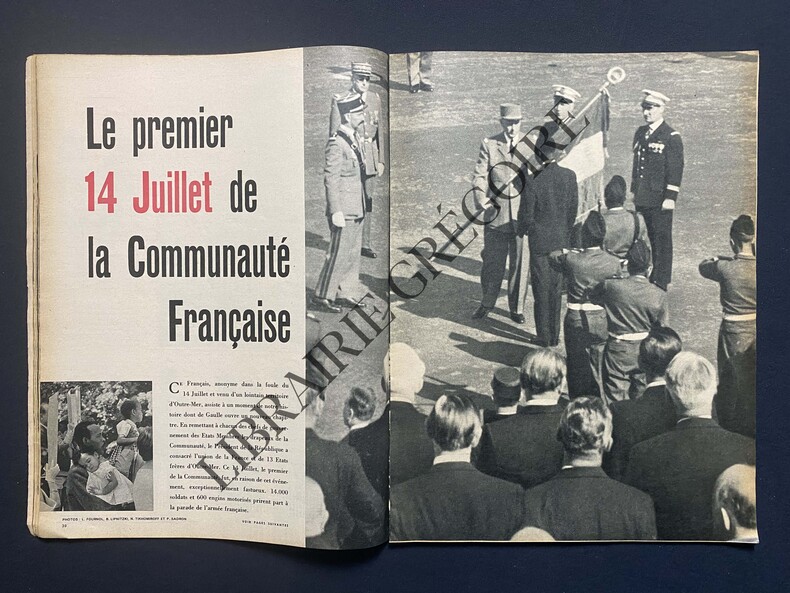 Le premier
14 Juillet de
la Communauté
Française
CE Français, anonyme dans la foule du
14 Juillet et venu d'un lointain territoire
d'Outre-Mer, assiste à un moment de notre his-
toire dont de Gaulle ouvre un nouveau chapi-
tre. En remettant à chacun des chefs de gouver-
nement des Etats Membres les drapeaux de la
Communauté, le Président de la République a
consacré l'union de la France et de 13 Etats
frères d'Outre-Mer. Ce 14 Juillet, le premier
de la Communauté fut, en raison de cet événe-
ment, exceptionnellement fastueux. 14.000
soldats et 600 engins motorisés prirent part à
la parade de l'armée française.
PHOTOS : L. FOURNOL, B. LIPNITZKI, N. TIKHOMIROFF ET F. GAGNON
VOIR PAGES SUIVANTES
LIBRAIRIE GRÉGOIRE